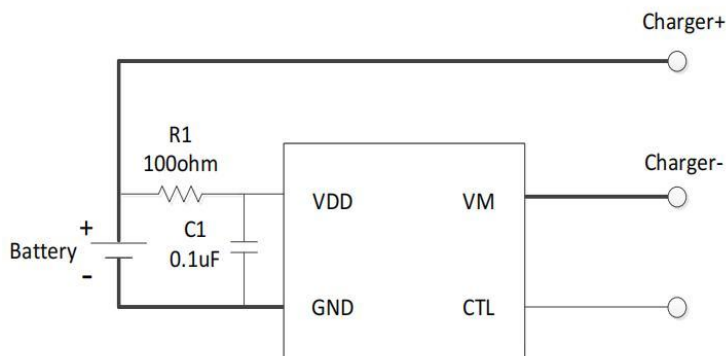 Charger+
R1
100ohm
Charger-
VDD
VM
+
C1
Battery
0.1uF
-
GND
CTL